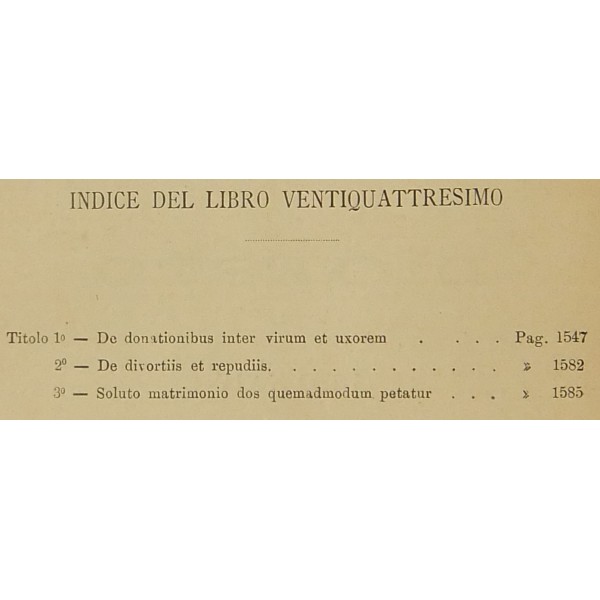 INDICE DEL LIBRO VENTIQUATTRESIMO
Titolo 1º — De donationibus inter virum et uxorem . . . . Pag. 1547
2º — De divortiis et repudiis. . . . . . . . . . . . » 1582
3º — Soluto matrimonio dos quemadmodum petatur . . . » 1585